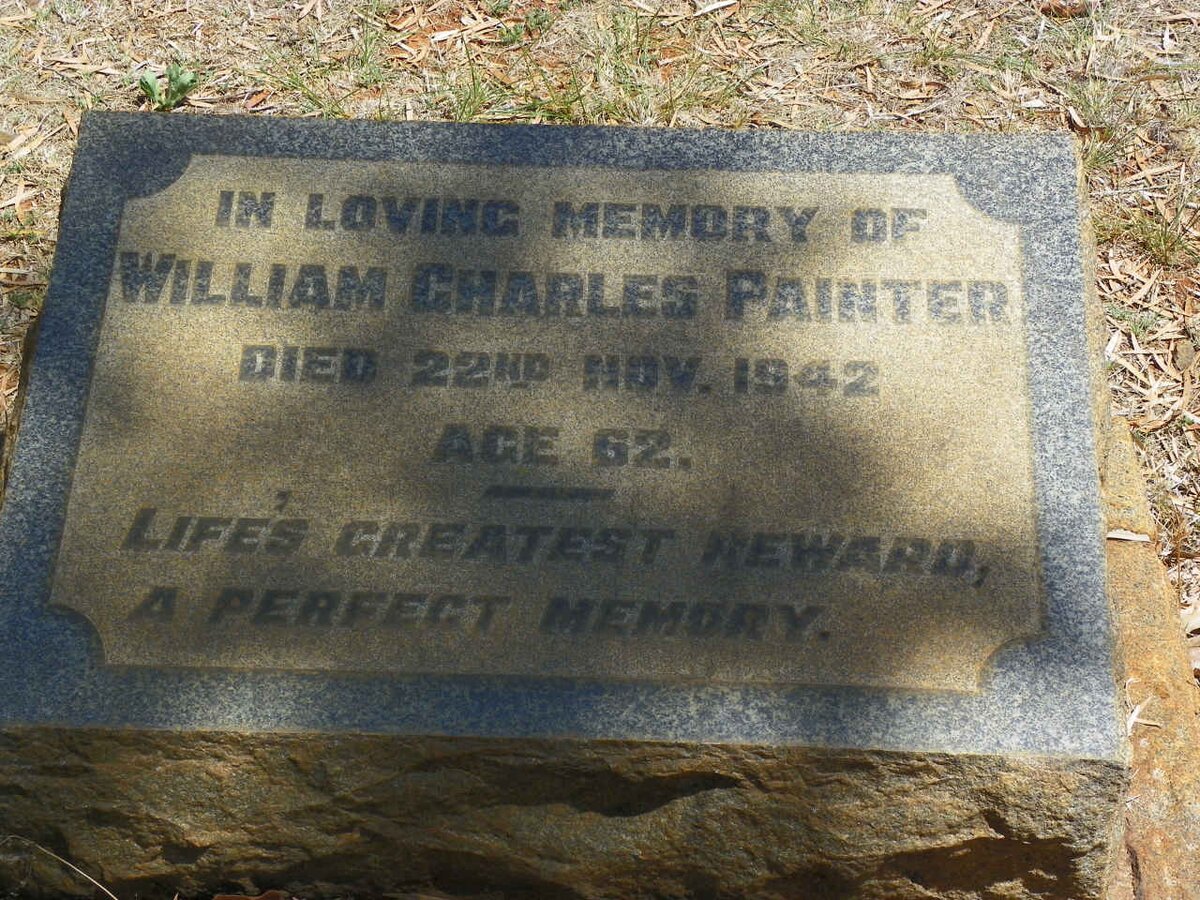 IN LOVING MEMORY OF
WILLIAM CHARLES PAINTER
DIED 22ND NOV. 1942
AGE 62.
LIFE'S GREATEST REWARD,
A PERFECT MEMORY.